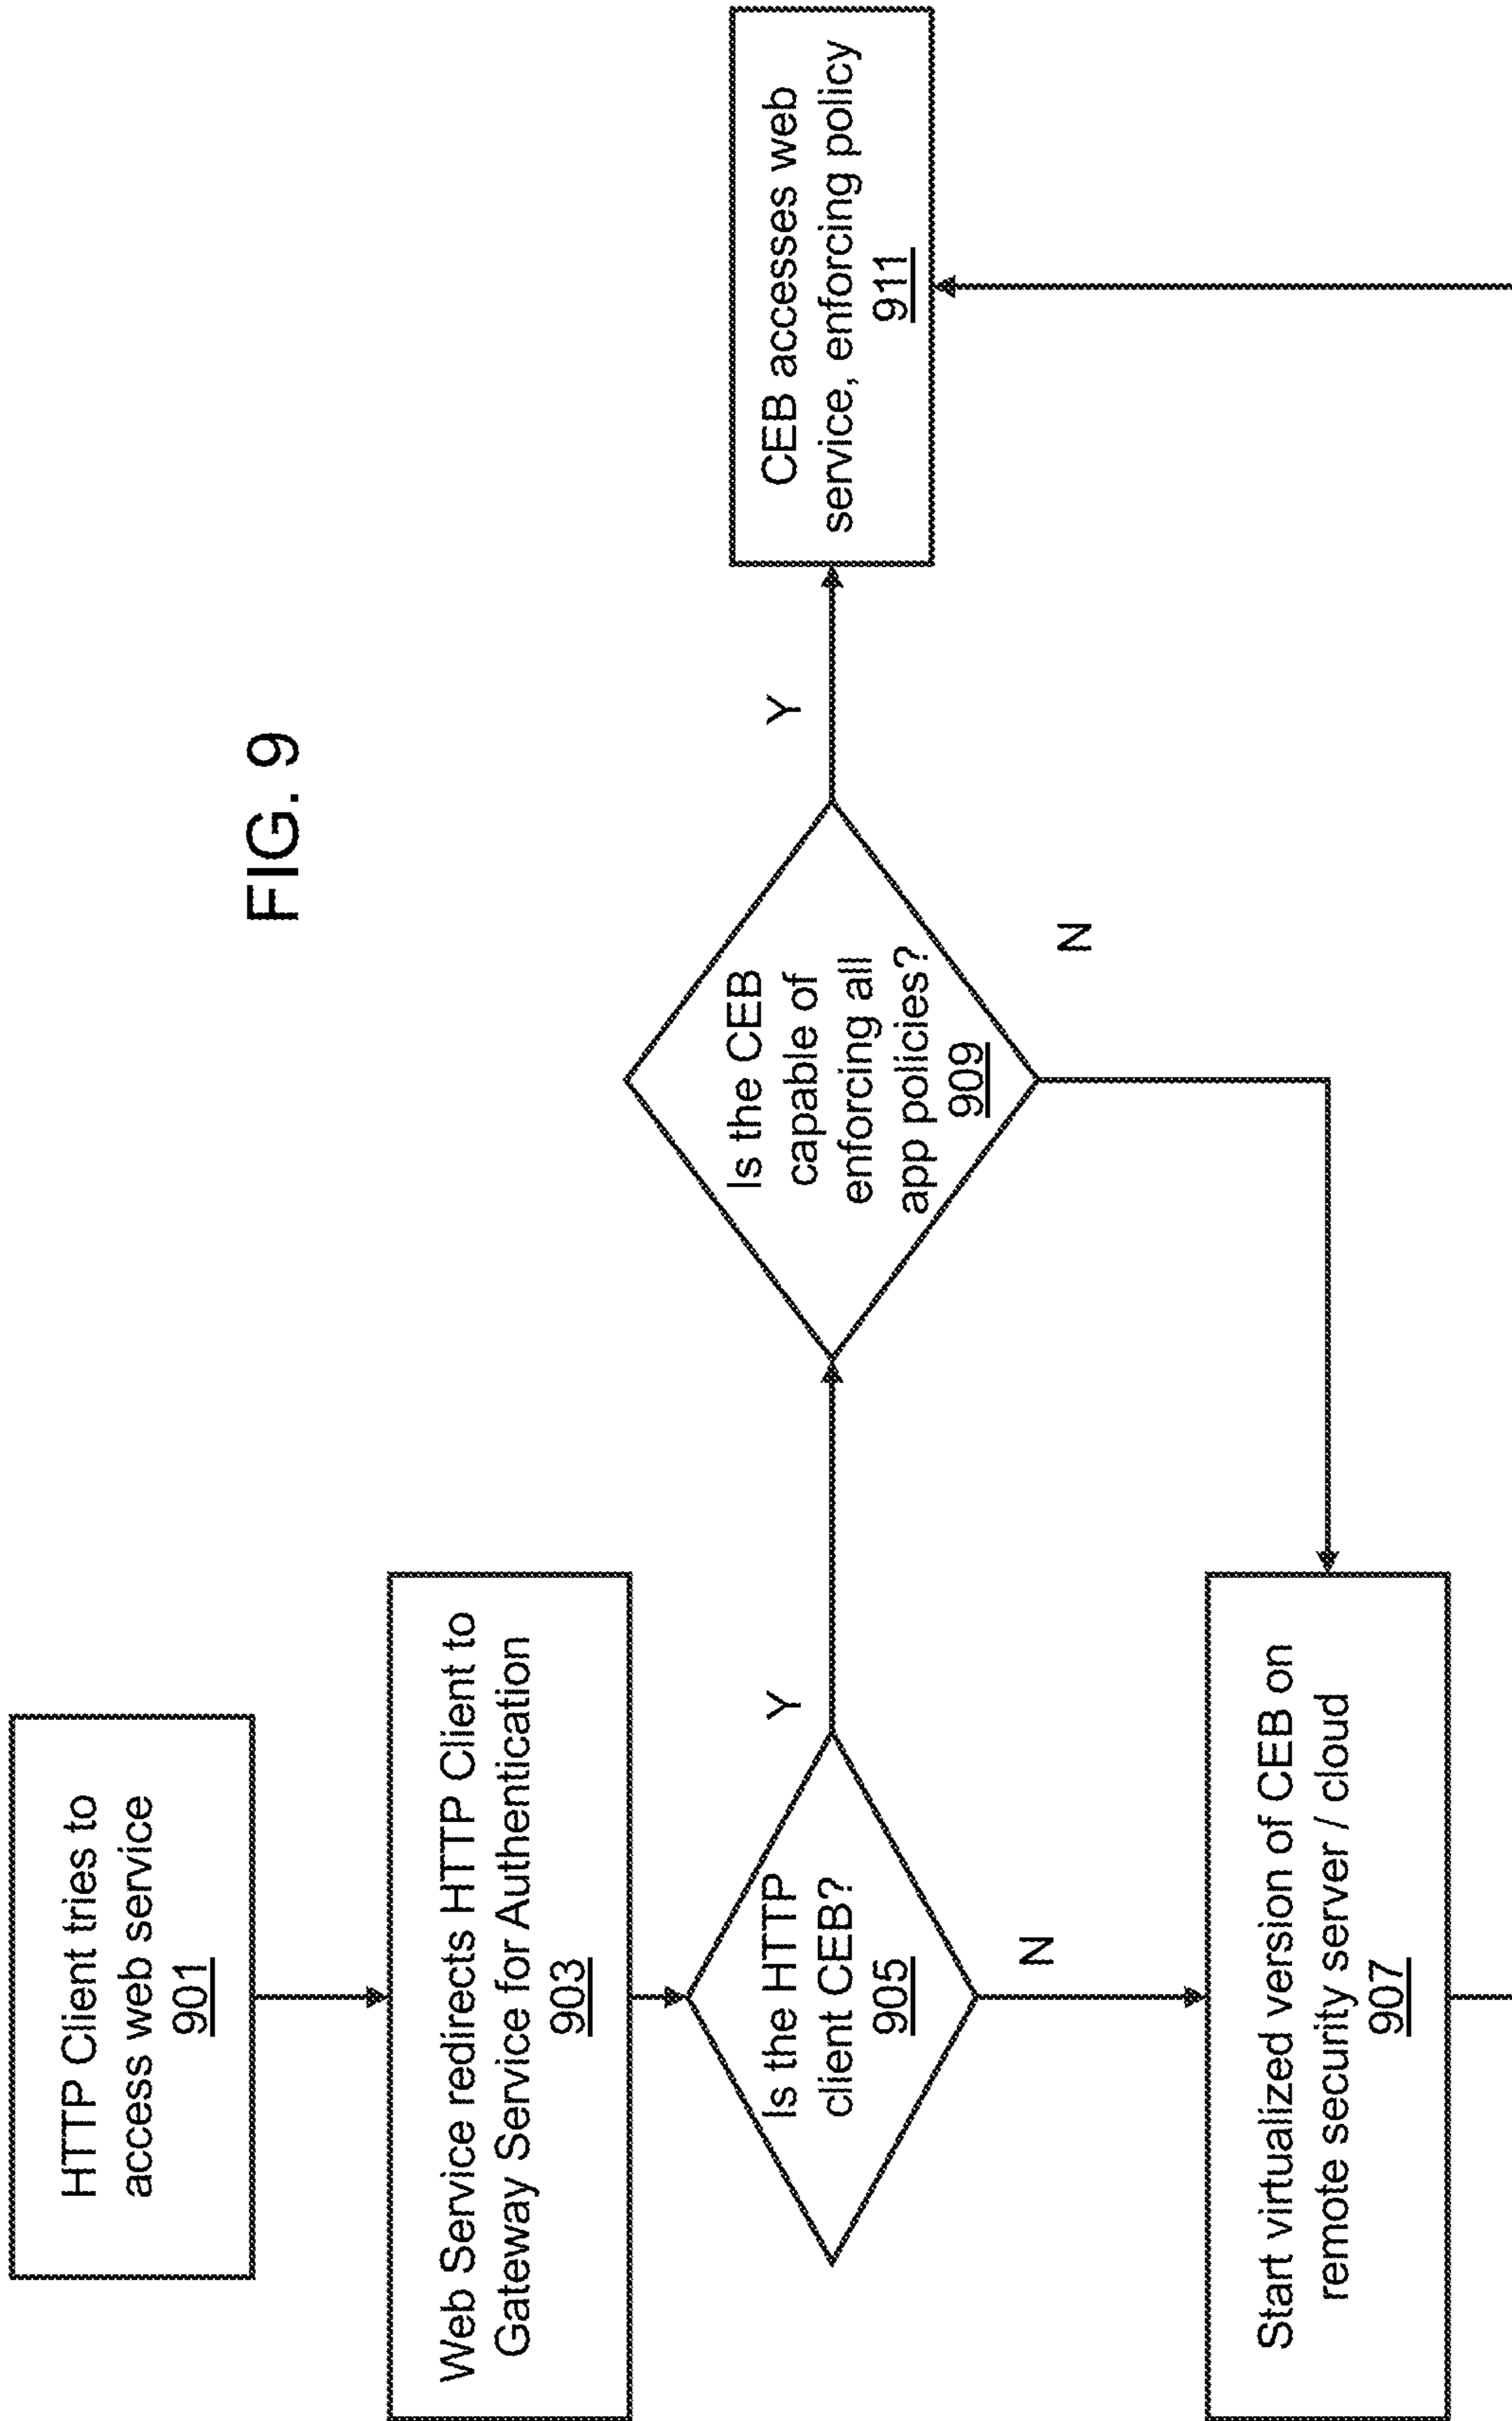 FIG. 9
HTTP Client tries to
access web service
901
Web Service redirects HTTP Client to
Gateway Service for Authentication
903
Is the HTTP
client CEB?
905
Y
N
Is the CEB
capable of
enforcing all
app policies?
909
Y
N
CEB accesses web
service, enforcing policy
911
Start virtualized version of CEB on
remote security server / cloud
907